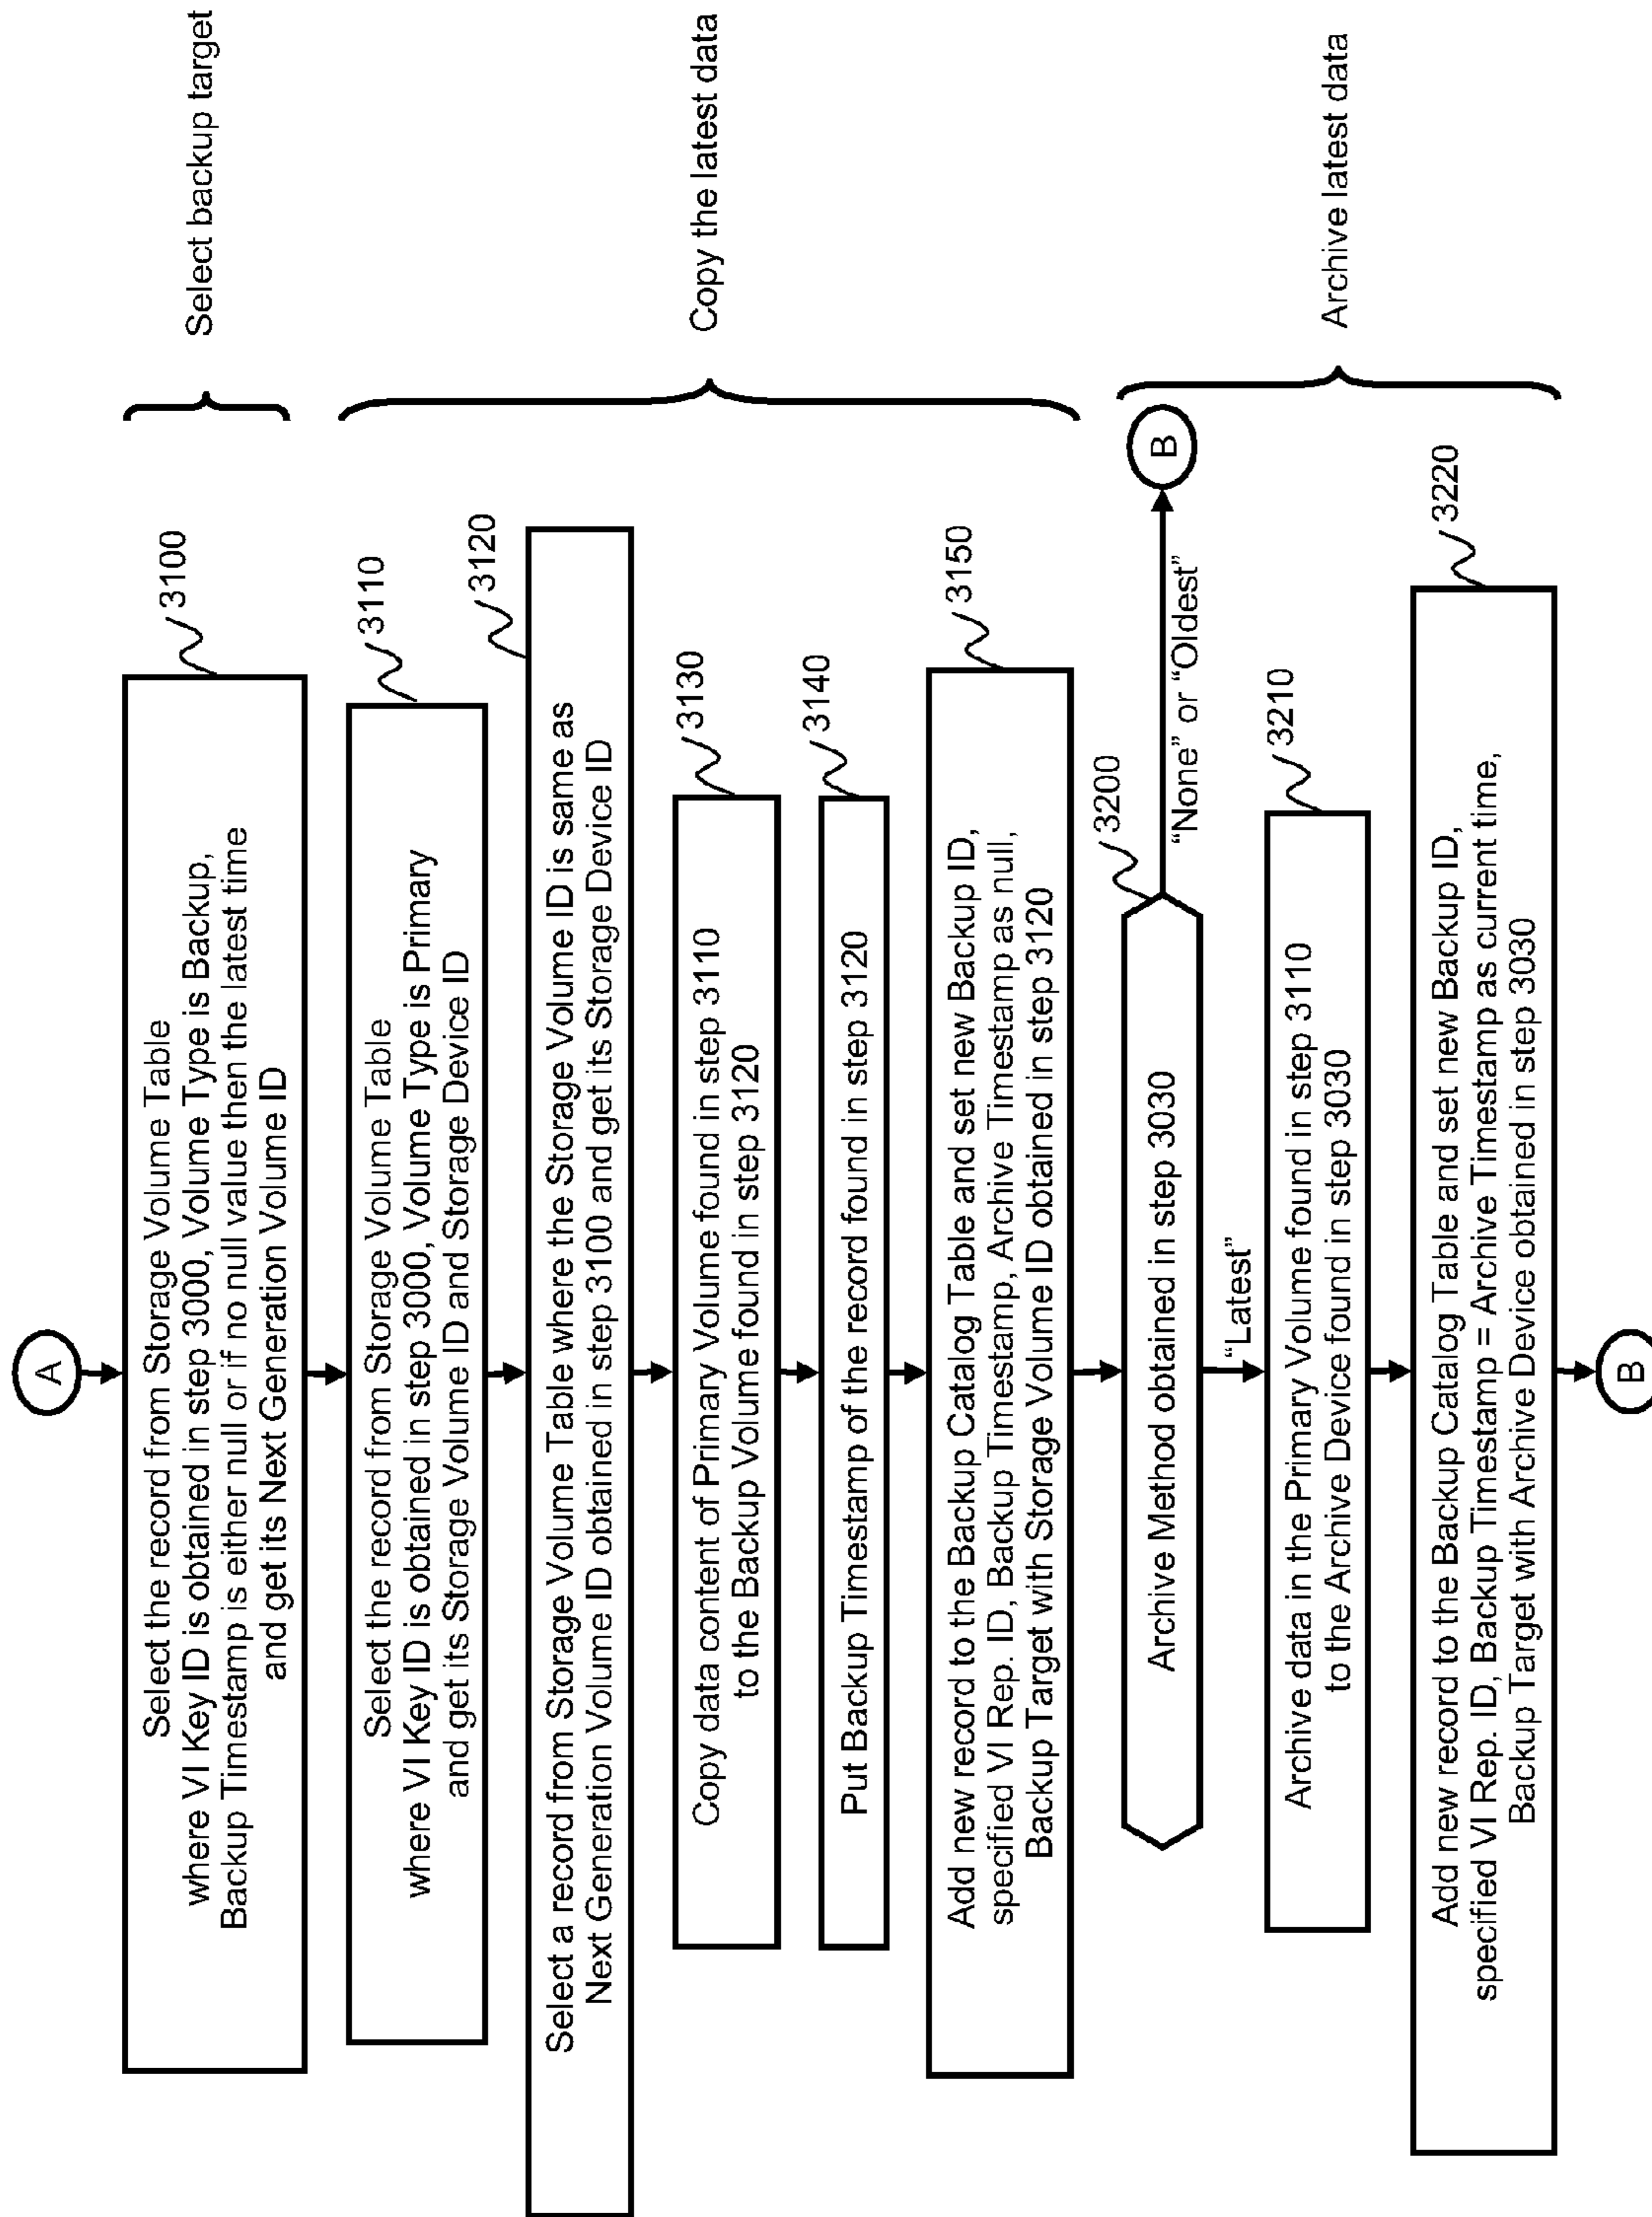 A
Select the record from Storage Volume Table
where VI Key ID is obtained in step 3000, Volume Type is Backup,
Backup Timestamp is either null or if no null value then the latest time
and get its Next Generation Volume ID
3100
Select backup target
Select the record from Storage Volume Table
where VI Key ID is obtained in step 3000, Volume Type is Primary
and get its Storage Volume ID and Storage Device ID
3110
Select a record from Storage Volume Table where the Storage Volume ID is same as
Next Generation Volume ID obtained in step 3100 and get its Storage Device ID
3120
Copy data content of Primary Volume found in step 3110
to the Backup Volume found in step 3120
3130
Copy the latest data
Put Backup Timestamp of the record found in step 3120
3140
Add new record to the Backup Catalog Table and set new Backup ID,
specified VI Rep. ID, Backup Timestamp, Archive Timestamp as null,
Backup Target with Storage Volume ID obtained in step 3120
3150
Archive Method obtained in step 3030
3200
"None" or "Oldest"
B
"Latest"
Archive data in the Primary Volume found in step 3110
to the Archive Device found in step 3030
3210
Archive latest data
Add new record to the Backup Catalog Table and set new Backup ID,
specified VI Rep. ID, Backup Timestamp = Archive Timestamp as current time,
Backup Target with Archive Device obtained in step 3030
3220
B